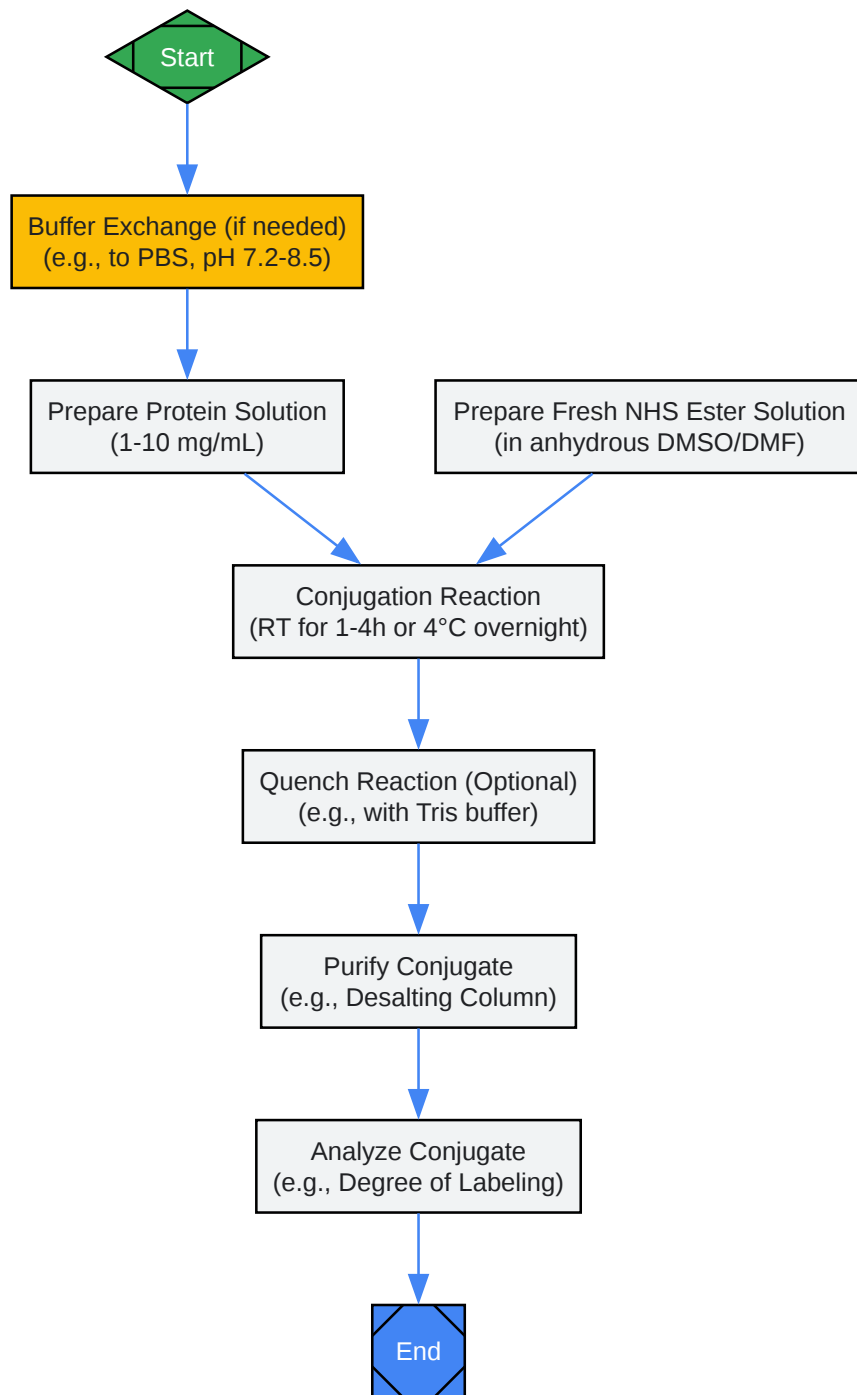 Start
Buffer Exchange (if needed)
(e.g., to PBS, pH 7.2-8.5)
Prepare Protein Solution
(1-10 mg/mL)
Prepare Fresh NHS Ester Solution
(in anhydrous DMSO/DMF)
Conjugation Reaction
(RT for 1-4h or 4°C overnight)
Quench Reaction (Optional)
(e.g., with Tris buffer)
Purify Conjugate
(e.g., Desalting Column)
Analyze Conjugate
(e.g., Degree of Labeling)
End